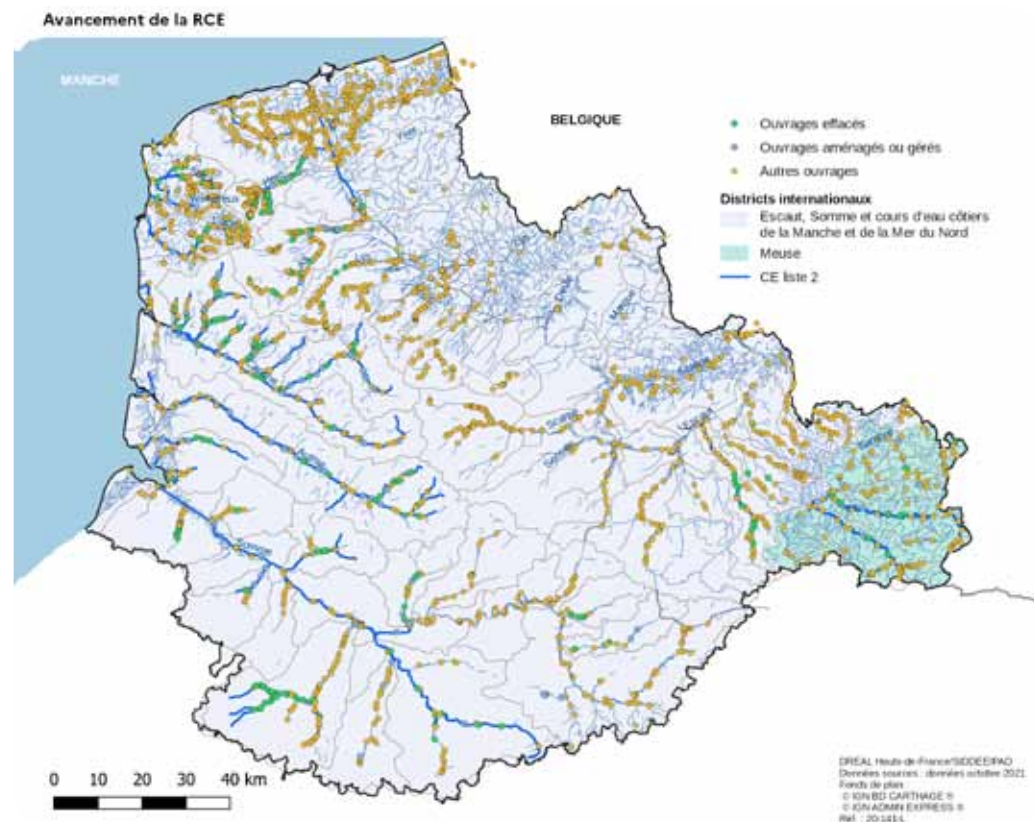 Avancement de la RCE
MANCHE
BELGIQUE
Ouvrages effacés
Ouvrages aménagés ou gérés
Autres ouvrages
Districts internationaux
Escaut, Somme et cours d'eau côtiers
de la Manche et de la Mer du Nord
Meuse
CE liste 2
Somme
0 10 20 30 40 km
DREAL Hauts-de-France/SIDDEE/PAD
Données sources : données octobre 2021
Fonds de plan :
© IGN BD CARTHAGE ®
© IGN ADMIN EXPRESS ®